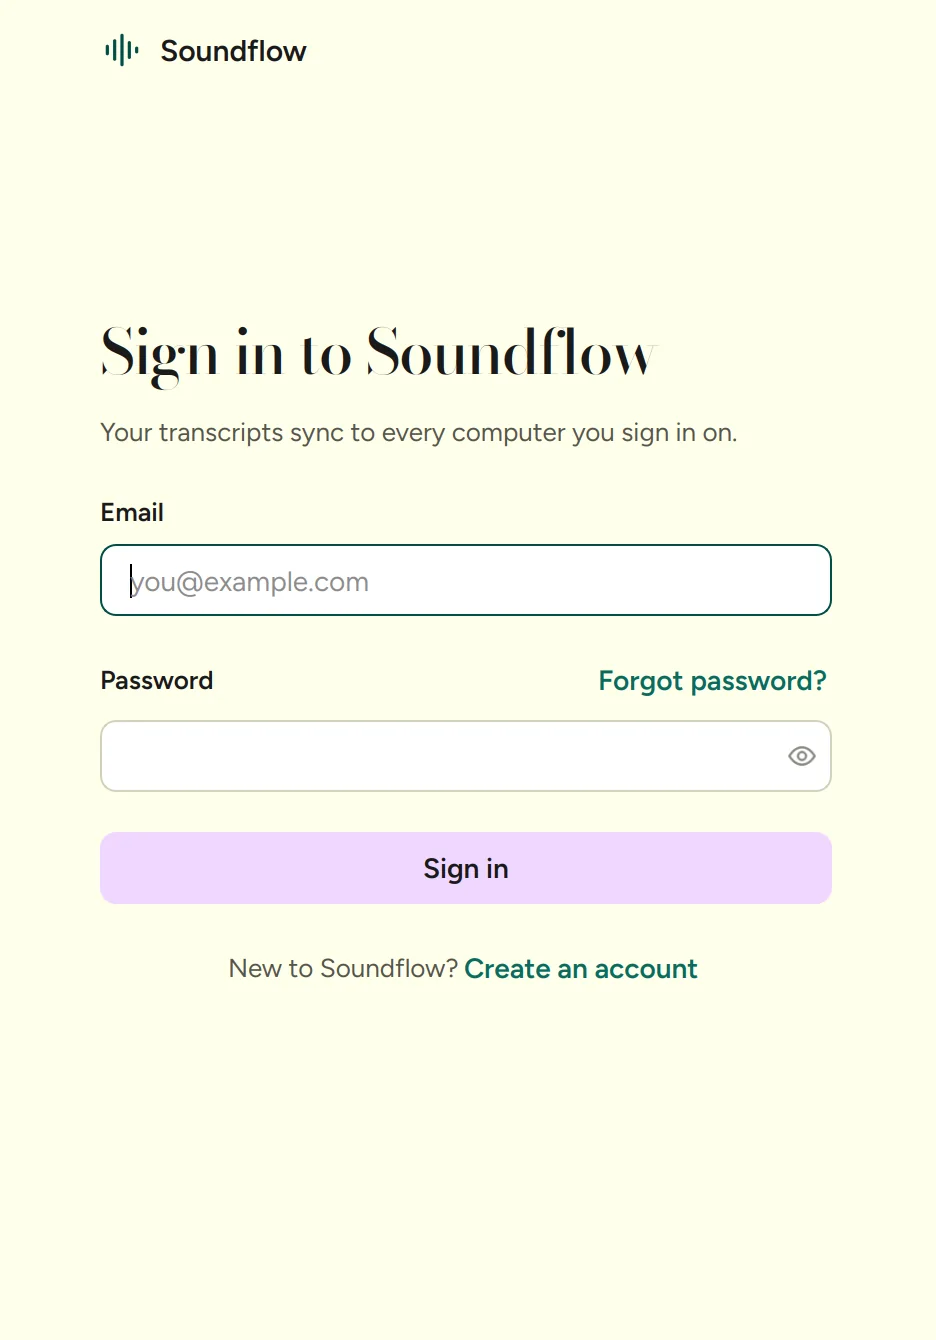 Soundflow
Sign in to Soundflow
Your transcripts sync to every computer you sign in on.
Email
you@example.com
Password
Forgot password?
Sign in
New to Soundflow? Create an account